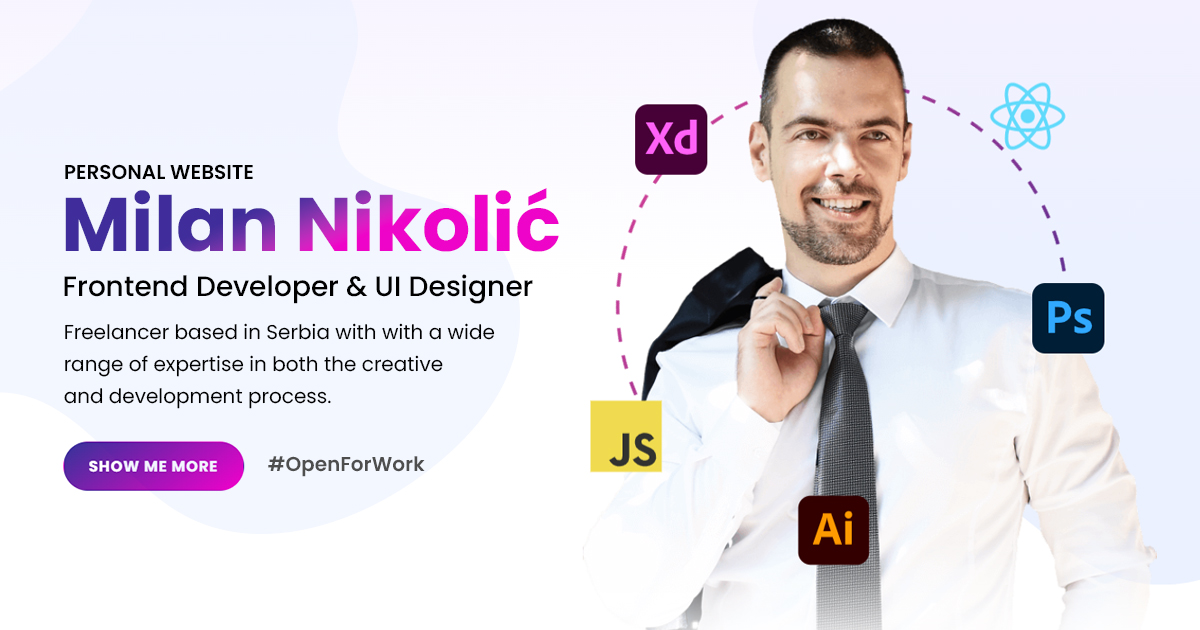 PERSONAL WEBSITE
Milan Nikolić
Frontend Developer & UI Designer
Freelancer based in Serbia with with a wide
range of expertise in both the creative
and development process.
SHOW ME MORE
#OpenForWork
Xd
Ps
JS
Ai